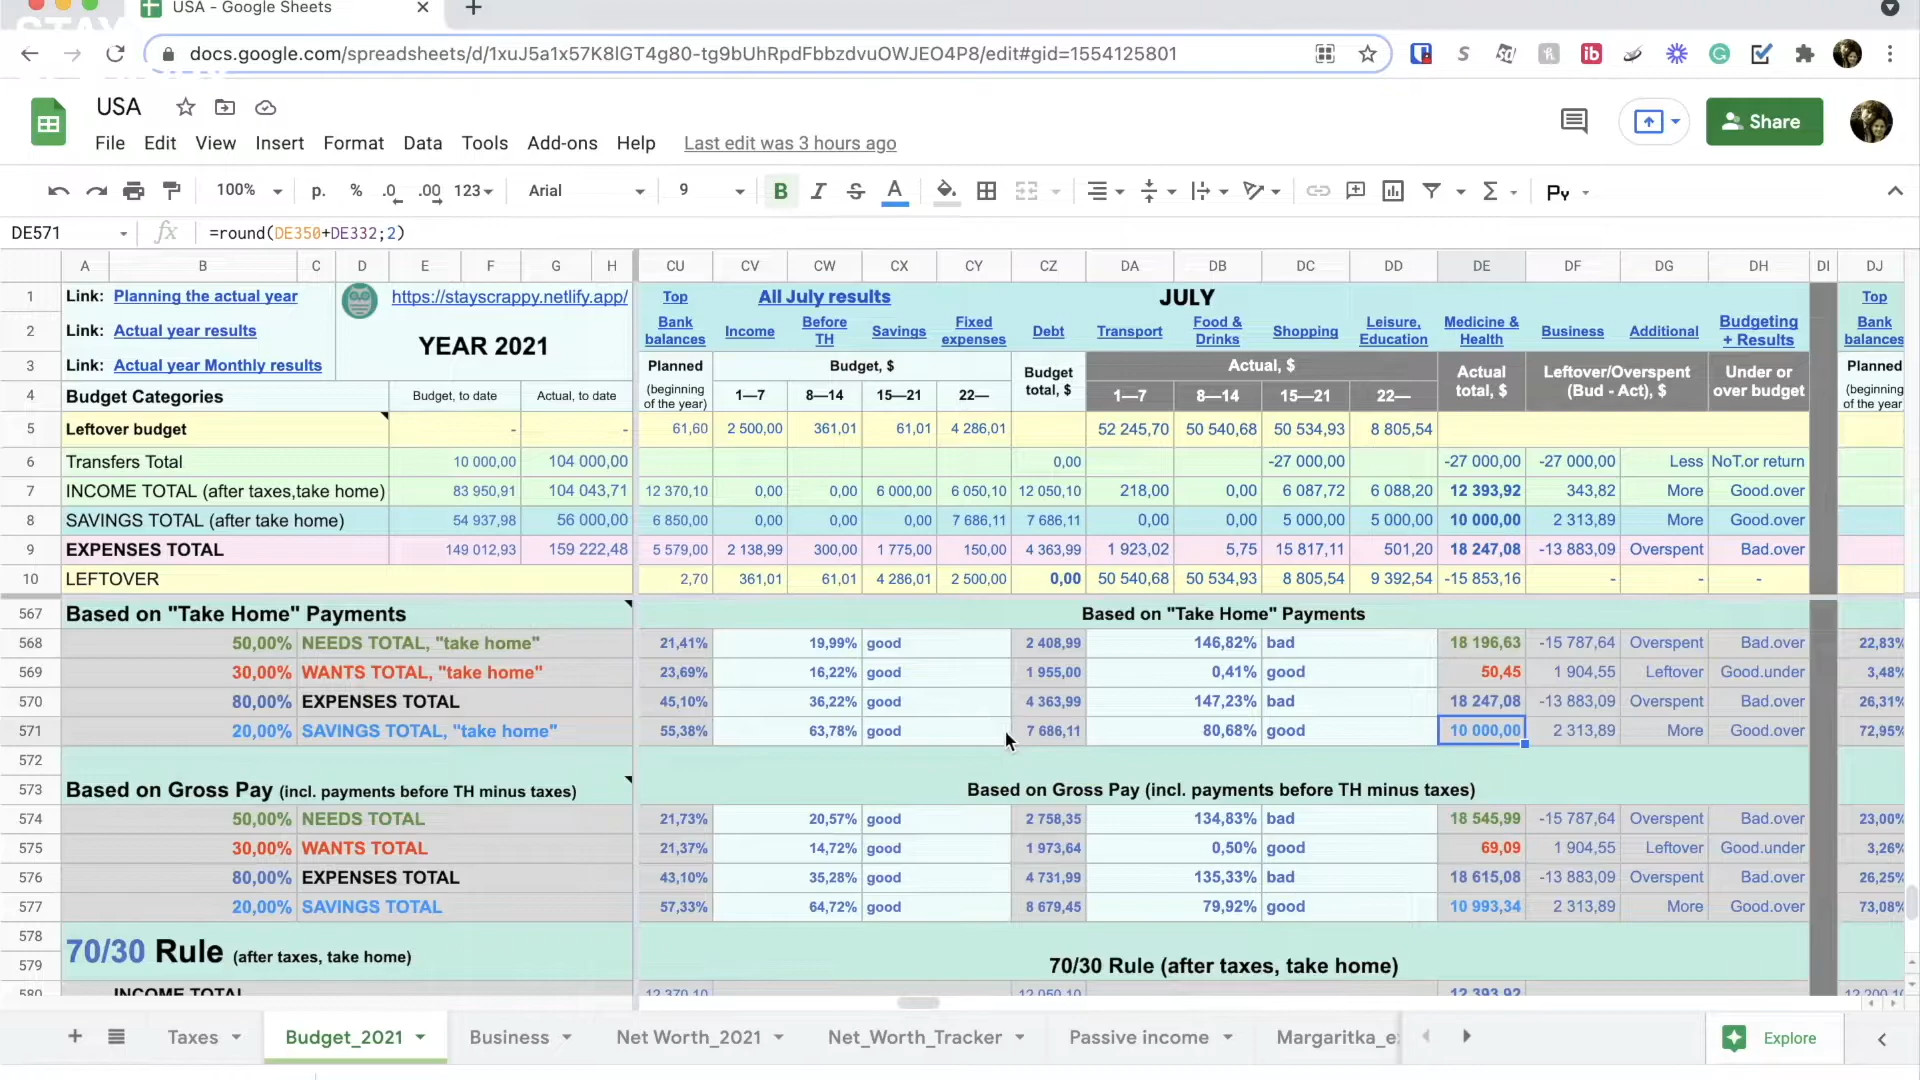 USA - Google Sheets
docs.google.com/spreadsheets/d/1xuJ5a1x57K8lGT4g80-tg9bUhRpdFbbzdvuOWJEO4P8/edit#gid=1554125801
USA
Share
File Edit View Insert Format Data Tools Add-ons Help Last edit was 3 hours ago
100% p. % .0 .00 123 Arial 9 B I S A Σ Py
DE571 fx =round(DE350+DE332;2)
A B C D E F G H CU CV CW CX CY CZ DA DB DC DD DE DF DG DH DI DJ
1 Link: Planning the actual year https://stayscrappy.netlify.app/ Top All July results JULY Top
2 Link: Actual year results YEAR 2021 Bank balances Income Before TH Savings Fixed expenses Debt Transport Food & Drinks Shopping Leisure, Education Medicine & Health Business Additional Budgeting + Results Bank balances
3 Link: Actual year Monthly results Planned Budget, $ Budget total, $ Actual, $ Actual total, $ Leftover/Overspent (Bud - Act), $ Under or over budget Planned
4 Budget Categories Budget, to date Actual, to date (beginning of the year) 1—7 8—14 15—21 22— 1—7 8—14 15—21 22— (beginning of the year
5 Leftover budget - - 61,60 2 500,00 361,01 61,01 4 286,01 52 245,70 50 540,68 50 534,93 8 805,54
6 Transfers Total 10 000,00 104 000,00 0,00 -27 000,00 -27 000,00 -27 000,00 Less NoT.or return
7 INCOME TOTAL (after taxes,take home) 83 950,91 104 043,71 12 370,10 0,00 0,00 6 000,00 6 050,10 12 050,10 218,00 0,00 6 087,72 6 088,20 12 393,92 343,82 More Good.over
8 SAVINGS TOTAL (after take home) 54 937,98 56 000,00 6 850,00 0,00 0,00 0,00 7 686,11 7 686,11 0,00 0,00 5 000,00 5 000,00 10 000,00 2 313,89 More Good.over
9 EXPENSES TOTAL 149 012,93 159 222,48 5 579,00 2 138,99 300,00 1 775,00 150,00 4 363,99 1 923,02 5,75 15 817,11 501,20 18 247,08 -13 883,09 Overspent Bad.over
10 LEFTOVER 2,70 361,01 61,01 4 286,01 2 500,00 0,00 50 540,68 50 534,93 8 805,54 9 392,54 -15 853,16 - - -
567 Based on "Take Home" Payments Based on "Take Home" Payments
568 50,00% NEEDS TOTAL, "take home" 21,41% 19,99% good 2 408,99 146,82% bad 18 196,63 -15 787,64 Overspent Bad.over 22,83%
569 30,00% WANTS TOTAL, "take home" 23,69% 16,22% good 1 955,00 0,41% good 50,45 1 904,55 Leftover Good.under 3,48%
570 80,00% EXPENSES TOTAL 45,10% 36,22% good 4 363,99 147,23% bad 18 247,08 -13 883,09 Overspent Bad.over 26,31%
571 20,00% SAVINGS TOTAL, "take home" 55,38% 63,78% good 7 686,11 80,68% good 10 000,00 2 313,89 More Good.over 72,95%
572
573 Based on Gross Pay (incl. payments before TH minus taxes) Based on Gross Pay (incl. payments before TH minus taxes)
574 50,00% NEEDS TOTAL 21,73% 20,57% good 2 758,35 134,83% bad 18 545,99 -15 787,64 Overspent Bad.over 23,00%
575 30,00% WANTS TOTAL 21,37% 14,72% good 1 973,64 0,50% good 69,09 1 904,55 Leftover Good.under 3,26%
576 80,00% EXPENSES TOTAL 43,10% 35,28% good 4 731,99 135,33% bad 18 615,08 -13 883,09 Overspent Bad.over 26,25%
577 20,00% SAVINGS TOTAL 57,33% 64,72% good 8 679,45 79,92% good 10 993,34 2 313,89 More Good.over 73,08%
578 70/30 Rule (after taxes, take home)
579 70/30 Rule (after taxes, take home)
580 INCOME TOTAL 12 370,10 12 050,10 12 393,92 12 200,10
+ Taxes Budget_2021 Business Net Worth_2021 Net_Worth_Tracker Passive income Margaritka_e Explore